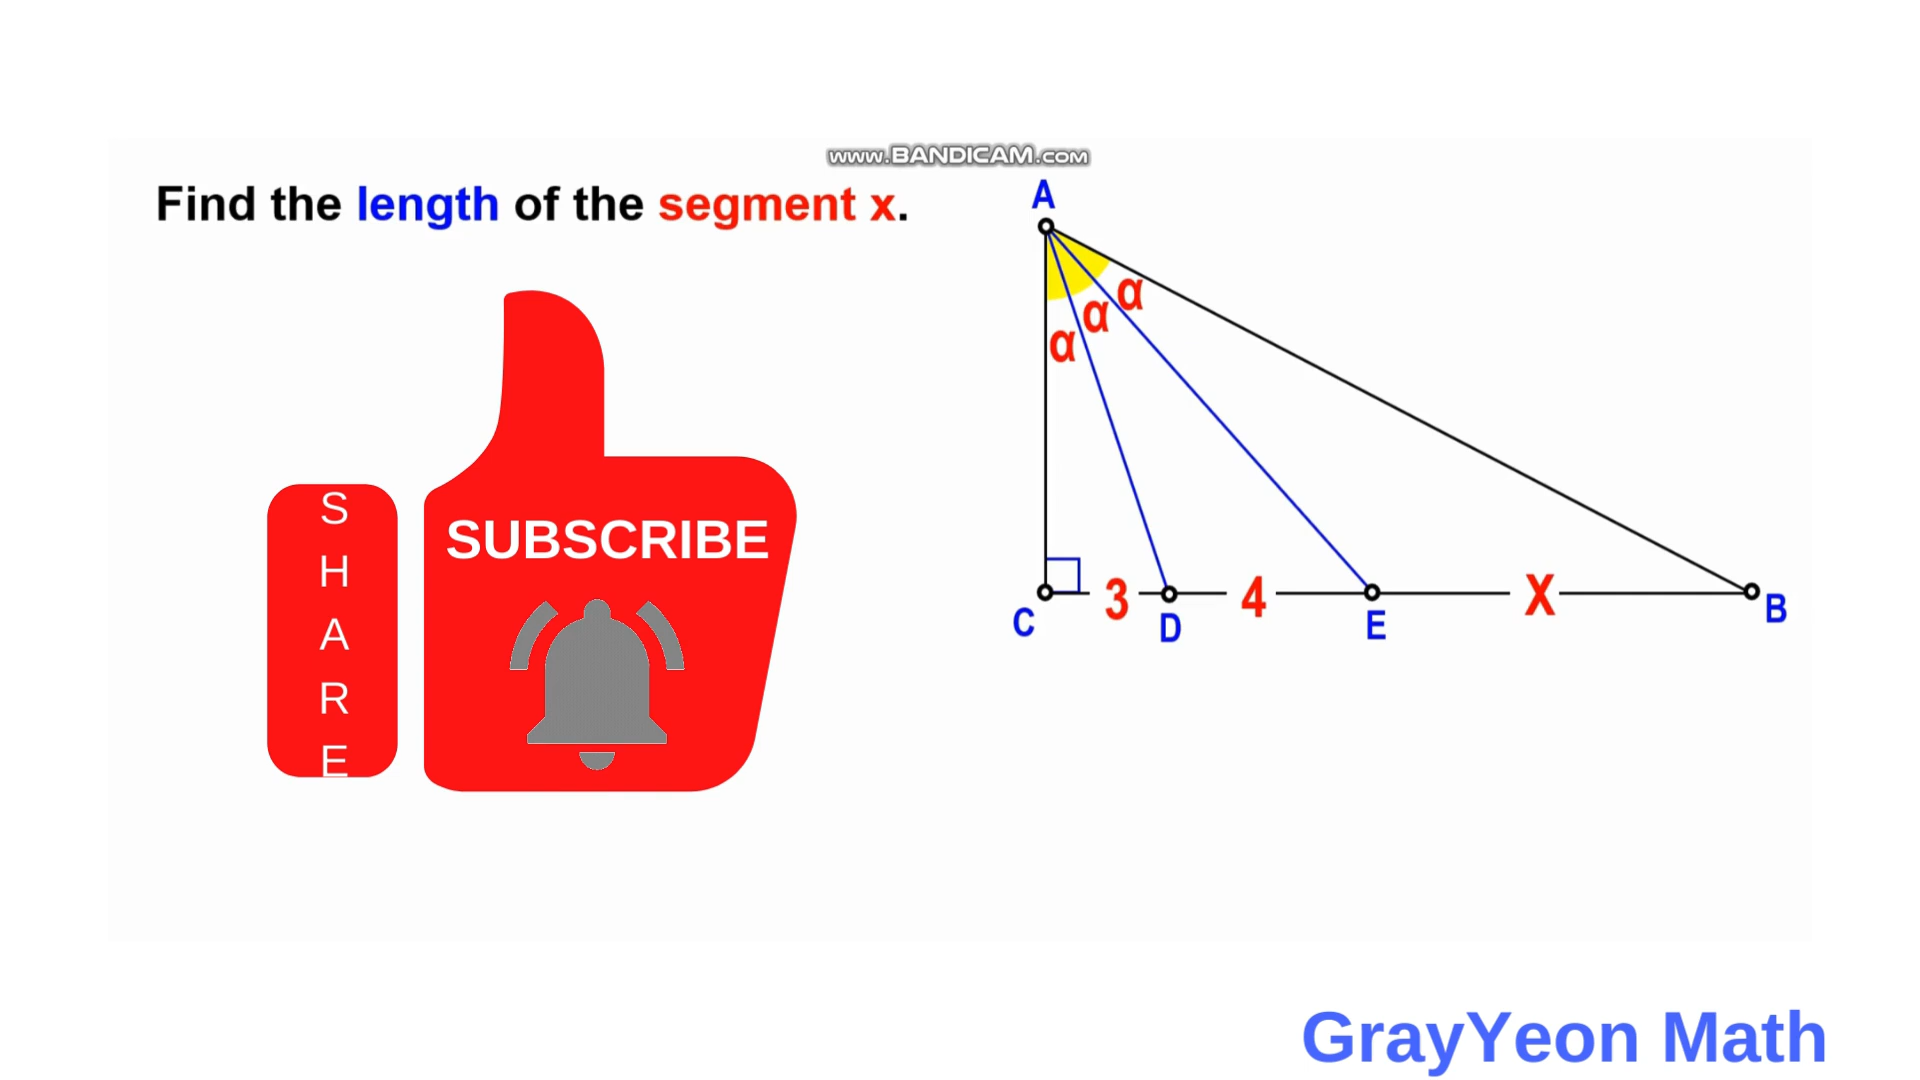 www.BANDICAM.com
Find the length of the segment x.
A
α
α
α
S
H
A
R
E
SUBSCRIBE
3
4
X
C
D
E
B
GrayYeon Math